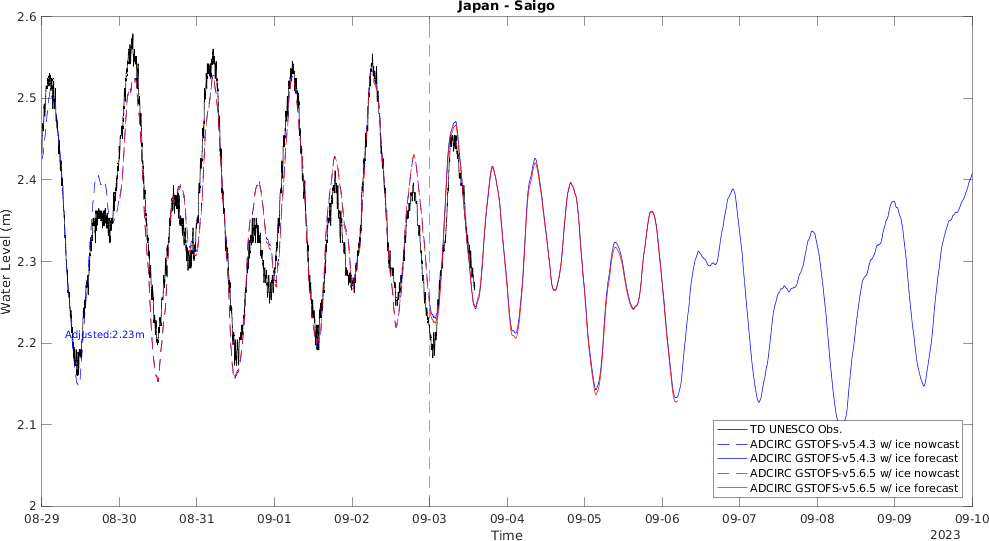 Japan - Saigo
2.6
2.5
2.4
2.3
2.2
2.1
2
Water Level (m)
Adjusted:2.23m
TD UNESCO Obs.
ADCIRC GSTOFS-v5.4.3 w/ ice nowcast
ADCIRC GSTOFS-v5.4.3 w/ ice forecast
ADCIRC GSTOFS-v5.6.5 w/ ice nowcast
ADCIRC GSTOFS-v5.6.5 w/ ice forecast
08-29 08-30 08-31 09-01 09-02 09-03 09-04 09-05 09-06 09-07 09-08 09-09 09-10
Time
2023